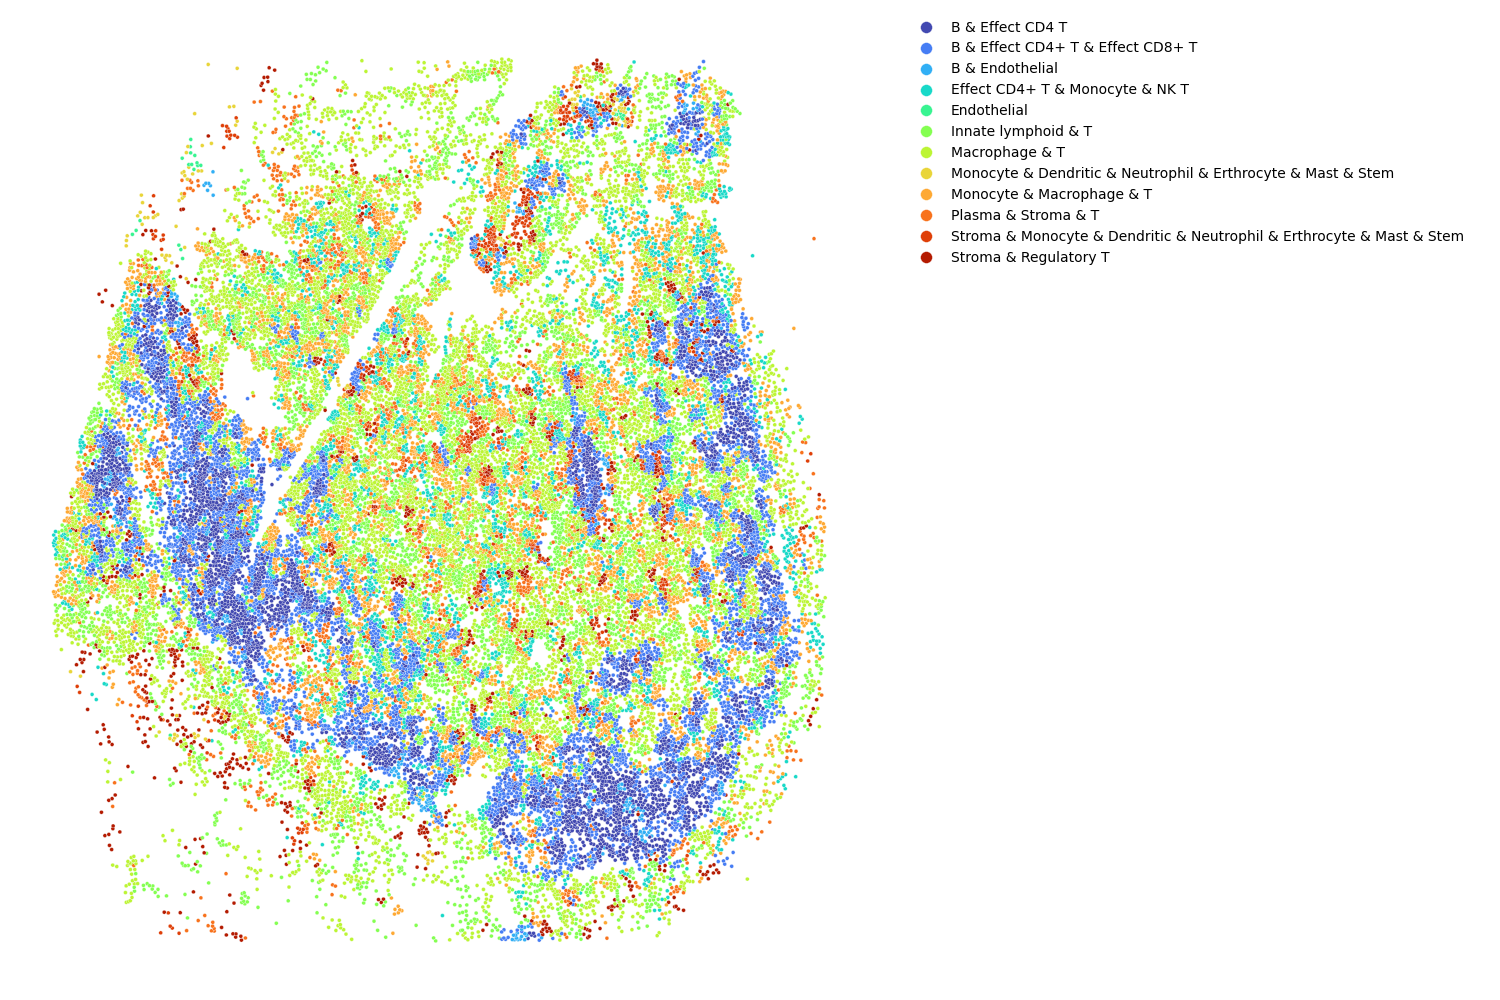 B & Effect CD4 T
B & Effect CD4+ T & Effect CD8+ T
B & Endothelial
Effect CD4+ T & Monocyte & NK T
Endothelial
Innate lymphoid & T
Macrophage & T
Monocyte & Dendritic & Neutrophil & Erthrocyte & Mast & Stem
Monocyte & Macrophage & T
Plasma & Stroma & T
Stroma & Monocyte & Dendritic & Neutrophil & Erthrocyte & Mast & Stem
Stroma & Regulatory T